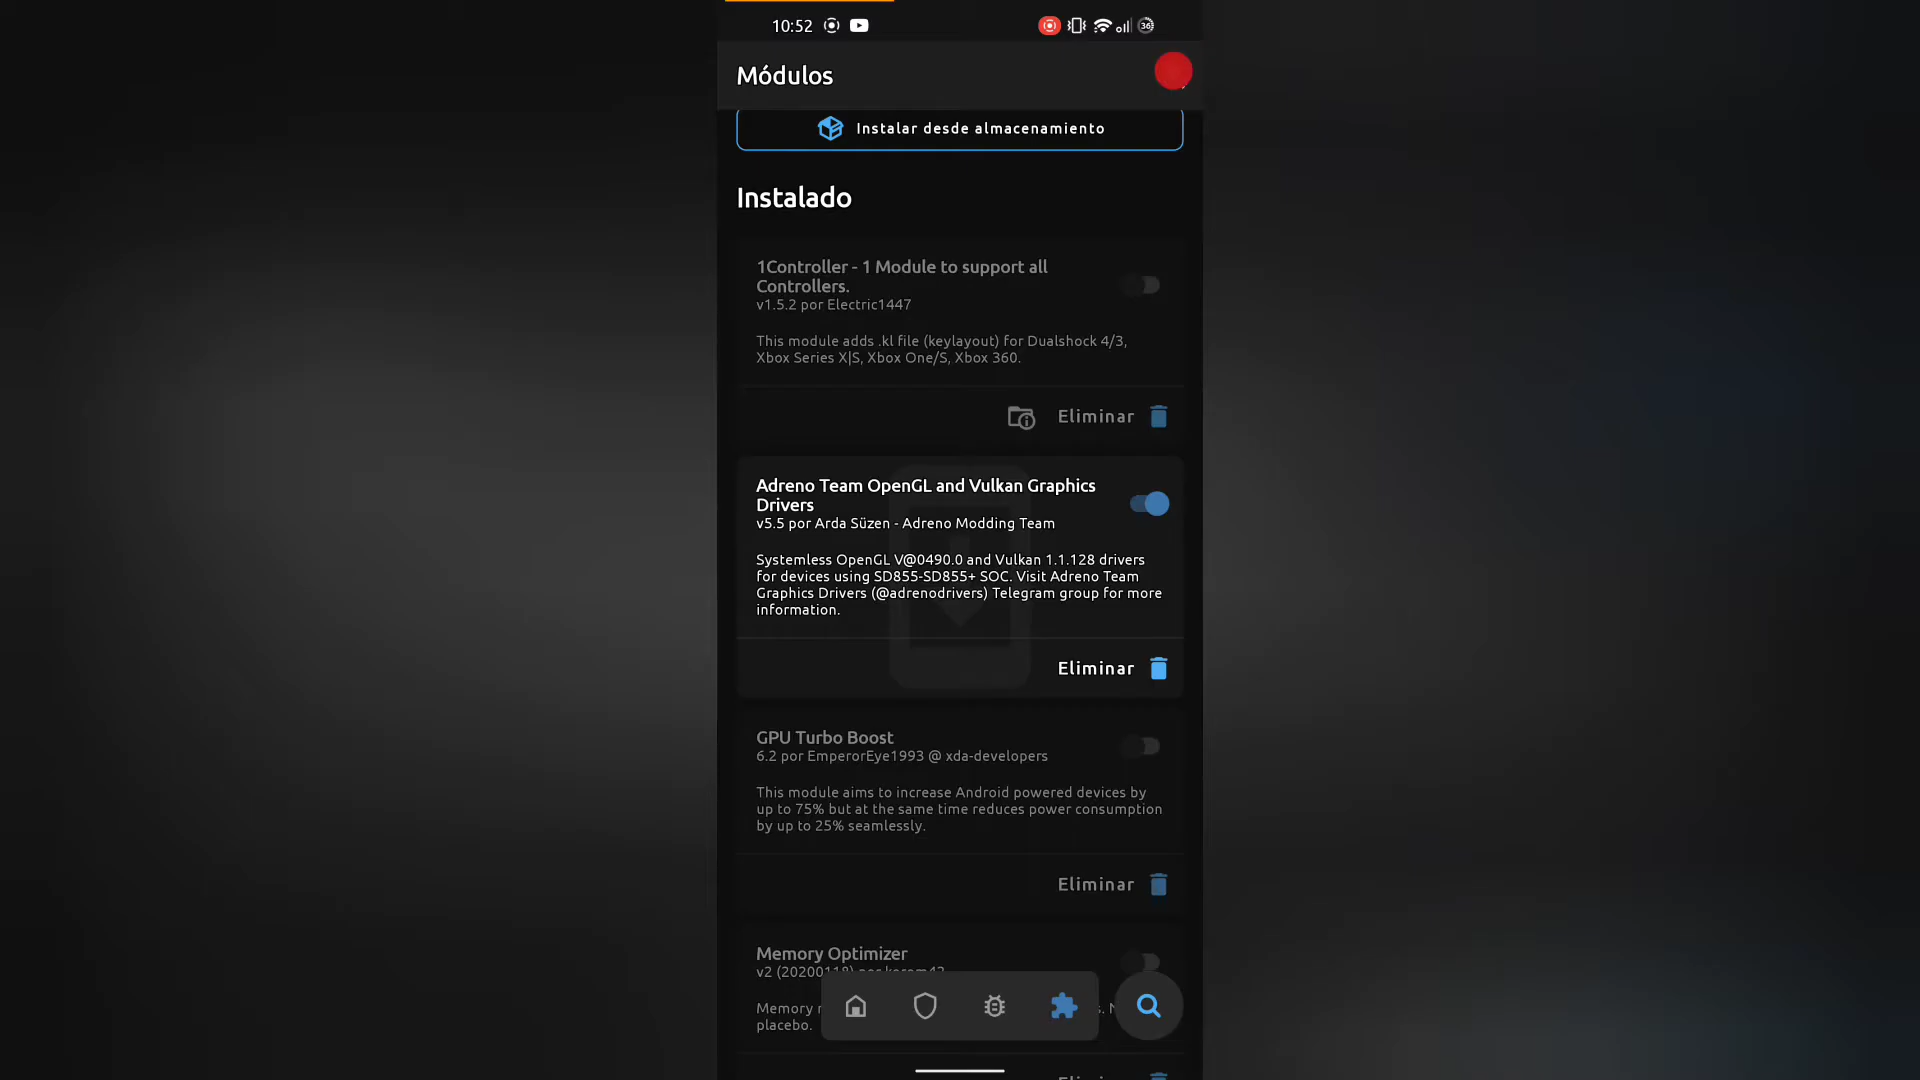 10:52
36
Módulos
Instalar desde almacenamiento
Instalado
1Controller - 1 Module to support all
Controllers.
v1.5.2 por Electric1447
This module adds .kl file (keylayout) for Dualshock 4/3,
Xbox Series X|S, Xbox One/S, Xbox 360.
Eliminar
Adreno Team OpenGL and Vulkan Graphics
Drivers
v5.5 por Arda Süzen - Adreno Modding Team
Systemless OpenGL V@0490.0 and Vulkan 1.1.128 drivers
for devices using SD855-SD855+ SOC. Visit Adreno Team
Graphics Drivers (@adrenodrivers) Telegram group for more
information.
Eliminar
GPU Turbo Boost
6.2 por EmperorEye1993 @ xda-developers
This module aims to increase Android powered devices by
up to 75% but at the same time reduces power consumption
by up to 25% seamlessly.
Eliminar
Memory Optimizer
v2 (20200118) por
Memory
placebo.